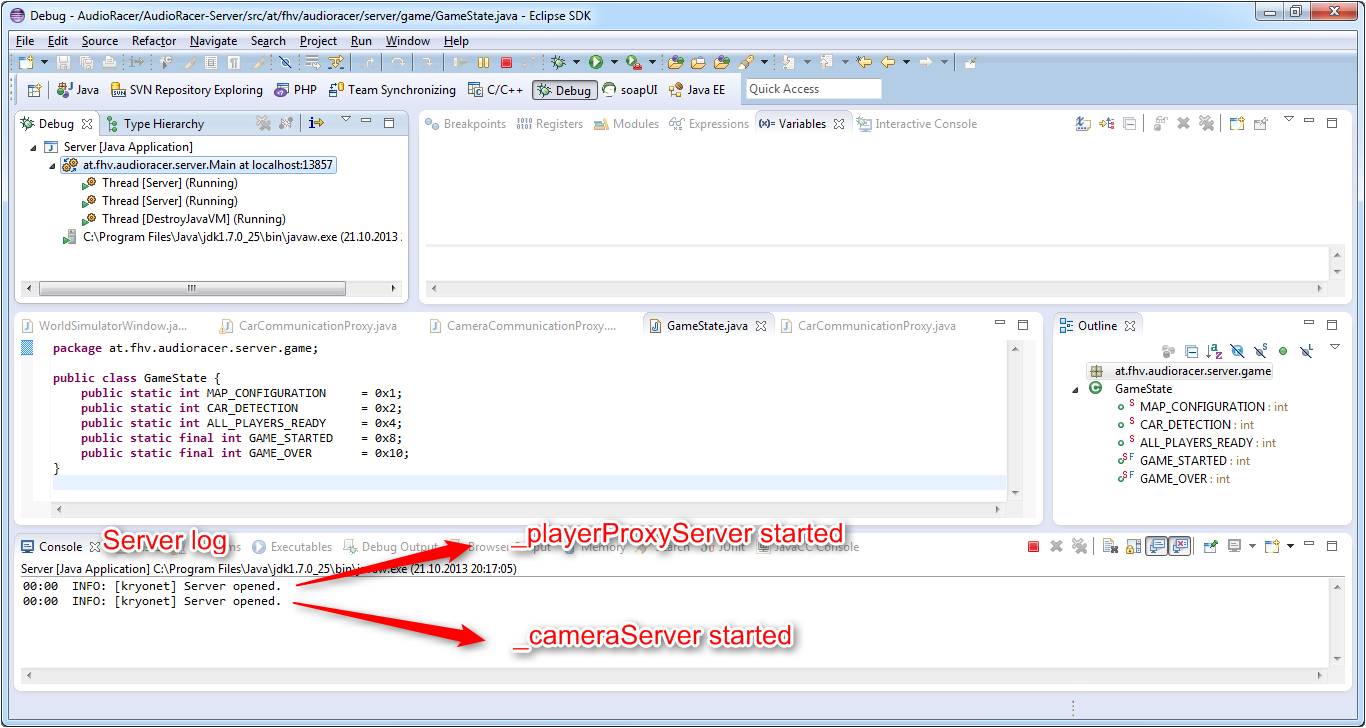 Debug - AudioRacer/AudioRacer-Server/src/at/fhv/audioracer/server/game/GameState.java - Eclipse SDK
File Edit Source Refactor Navigate Search Project Run Window Help
Java SVN Repository Exploring PHP Team Synchronizing C/C++ Debug soapUI Java EE Quick Access
Debug Type Hierarchy
Server [Java Application]
at.fhv.audioracer.server.Main at localhost:13857
Thread [Server] (Running)
Thread [Server] (Running)
Thread [DestroyJavaVM] (Running)
C:\Program Files\Java\jdk1.7.0_25\bin\javaw.exe (21.10.2013
Breakpoints Registers Modules Expressions (x)= Variables Interactive Console
WorldSimulatorWindow.ja... CarCommunicationProxy.java CameraCommunicationProxy.... GameState.java CarCommunicationProxy.java
package at.fhv.audioracer.server.game;
public class GameState {
public static int MAP_CONFIGURATION = 0x1;
public static int CAR_DETECTION = 0x2;
public static int ALL_PLAYERS_READY = 0x4;
public static final int GAME_STARTED = 0x8;
public static final int GAME_OVER = 0x10;
}
Outline
at.fhv.audioracer.server.game
GameState
MAP_CONFIGURATION : int
CAR_DETECTION : int
ALL_PLAYERS_READY : int
GAME_STARTED : int
GAME_OVER : int
Console Server log Executables Debug Output Browser Output Memory Search JUnit JavaCC Console
_playerProxyServer started
Server [Java Application] C:\Program Files\Java\jdk1.7.0_25\bin\javaw.exe (21.10.2013 20:17:05)
00:00 INFO: [kryonet] Server opened.
00:00 INFO: [kryonet] Server opened.
_cameraServer started